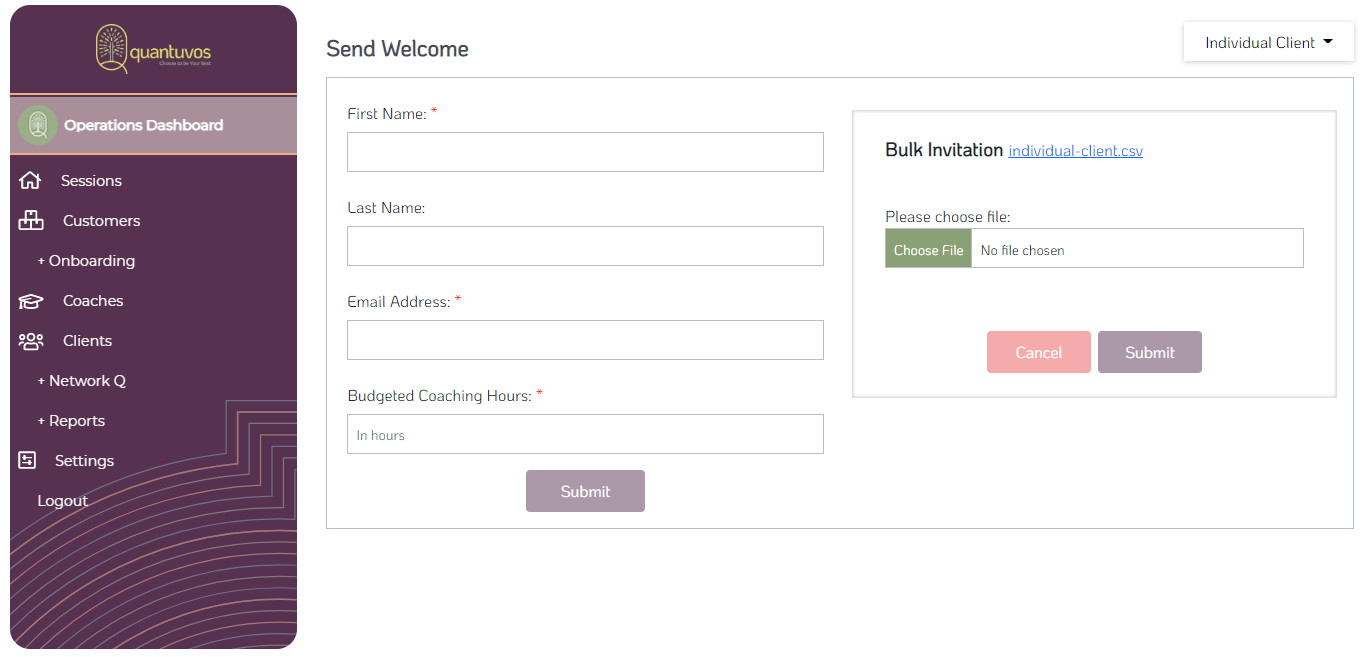 quantuvos
Choose to be Your Best
Operations Dashboard
Sessions
Customers
+ Onboarding
Coaches
Clients
+ Network Q
+ Reports
Settings
Logout
Send Welcome
Individual Client
First Name: *
Last Name:
Email Address: *
Budgeted Coaching Hours: *
In hours
Submit
Bulk Invitation individual-client.csv
Please choose file:
Choose File No file chosen
Cancel Submit